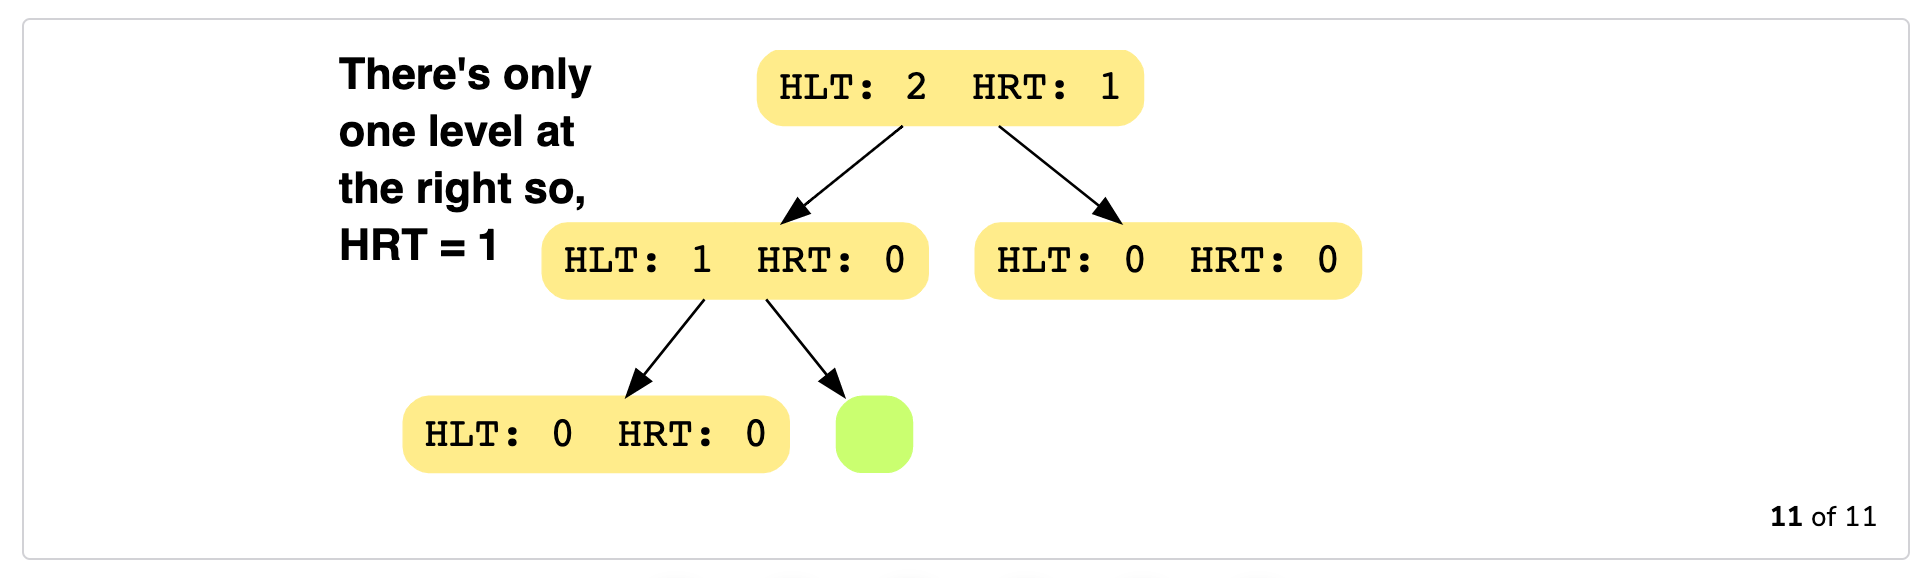 There's only
one level at
the right so,
HRT = 1
HLT: 2  HRT: 1
HLT: 1  HRT: 0
HLT: 0  HRT: 0
HLT: 0  HRT: 0
11 of 11